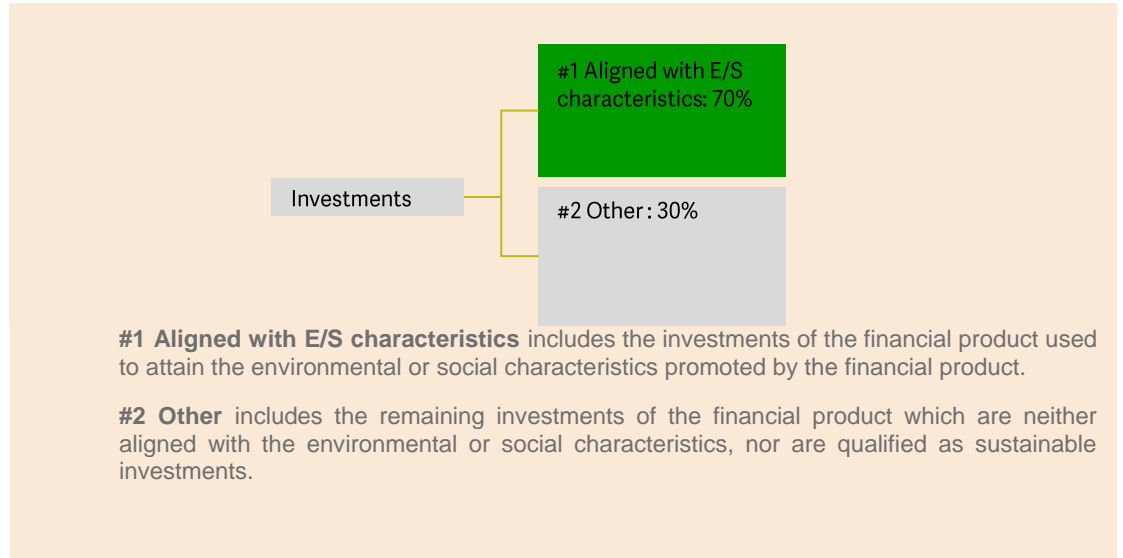 #1 Aligned with E/S
characteristics: 70%
Investments
#2 Other : 30%
#1 Aligned with E/S characteristics includes the investments of the financial product used
to attain the environmental or social characteristics promoted by the financial product.
#2 Other includes the remaining investments of the financial product which are neither
aligned with the environmental or social characteristics, nor are qualified as sustainable
investments.